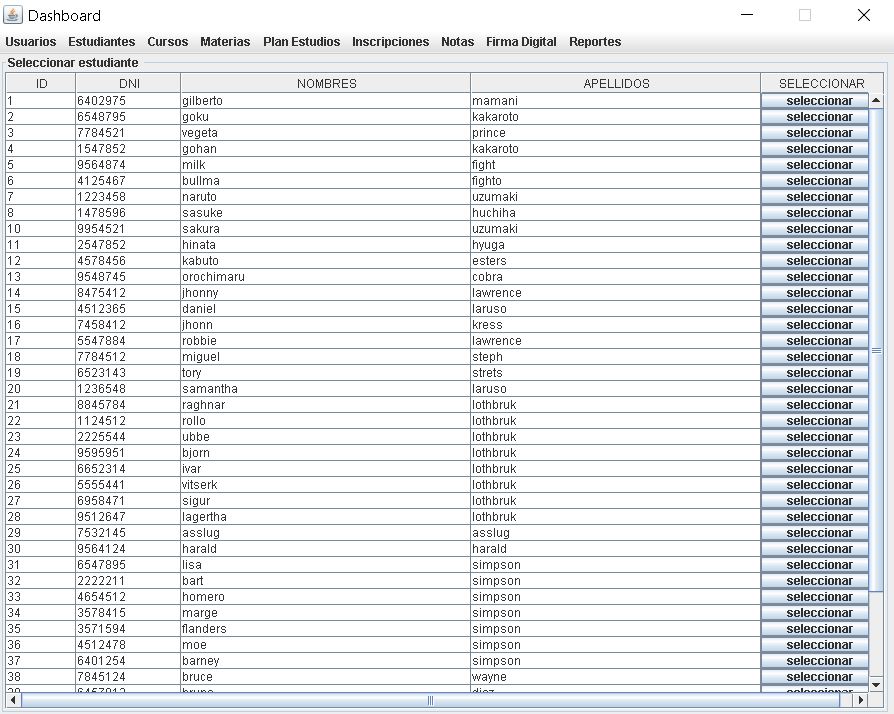 Dashboard
Usuarios Estudiantes Cursos Materias Plan Estudios Inscripciones Notas Firma Digital Reportes
Seleccionar estudiante
ID DNI NOMBRES APELLIDOS SELECCIONAR
1 6402975 gilberto mamani seleccionar
2 6548795 goku kakaroto seleccionar
3 7784521 vegeta prince seleccionar
4 1547852 gohan kakaroto seleccionar
5 9564874 milk fight seleccionar
6 4125467 bullma fighto seleccionar
7 1223458 naruto uzumaki seleccionar
8 1478596 sasuke huchiha seleccionar
10 9954521 sakura uzumaki seleccionar
11 2547852 hinata hyuga seleccionar
12 4578456 kabuto esters seleccionar
13 9548745 orochimaru cobra seleccionar
14 8475412 jhonny lawrence seleccionar
15 4512365 daniel laruso seleccionar
16 7458412 jhonn kress seleccionar
17 5547884 robbie lawrence seleccionar
18 7784512 miguel steph seleccionar
19 6523143 tory strets seleccionar
20 1236548 samantha laruso seleccionar
21 8845784 raghnar lothbruk seleccionar
22 1124512 rollo lothbruk seleccionar
23 2225544 ubbe lothbruk seleccionar
24 9595951 bjorn lothbruk seleccionar
25 6652314 ivar lothbruk seleccionar
26 5555441 vitserk lothbruk seleccionar
27 6958471 sigur lothbruk seleccionar
28 9512647 lagertha lothbruk seleccionar
29 7532145 asslug asslug seleccionar
30 9564124 harald harald seleccionar
31 6547895 lisa simpson seleccionar
32 2222211 bart simpson seleccionar
33 4654512 homero simpson seleccionar
34 3578415 marge simpson seleccionar
35 3571594 flanders simpson seleccionar
36 4512478 moe simpson seleccionar
37 6401254 barney simpson seleccionar
38 7845124 bruce wayne seleccionar